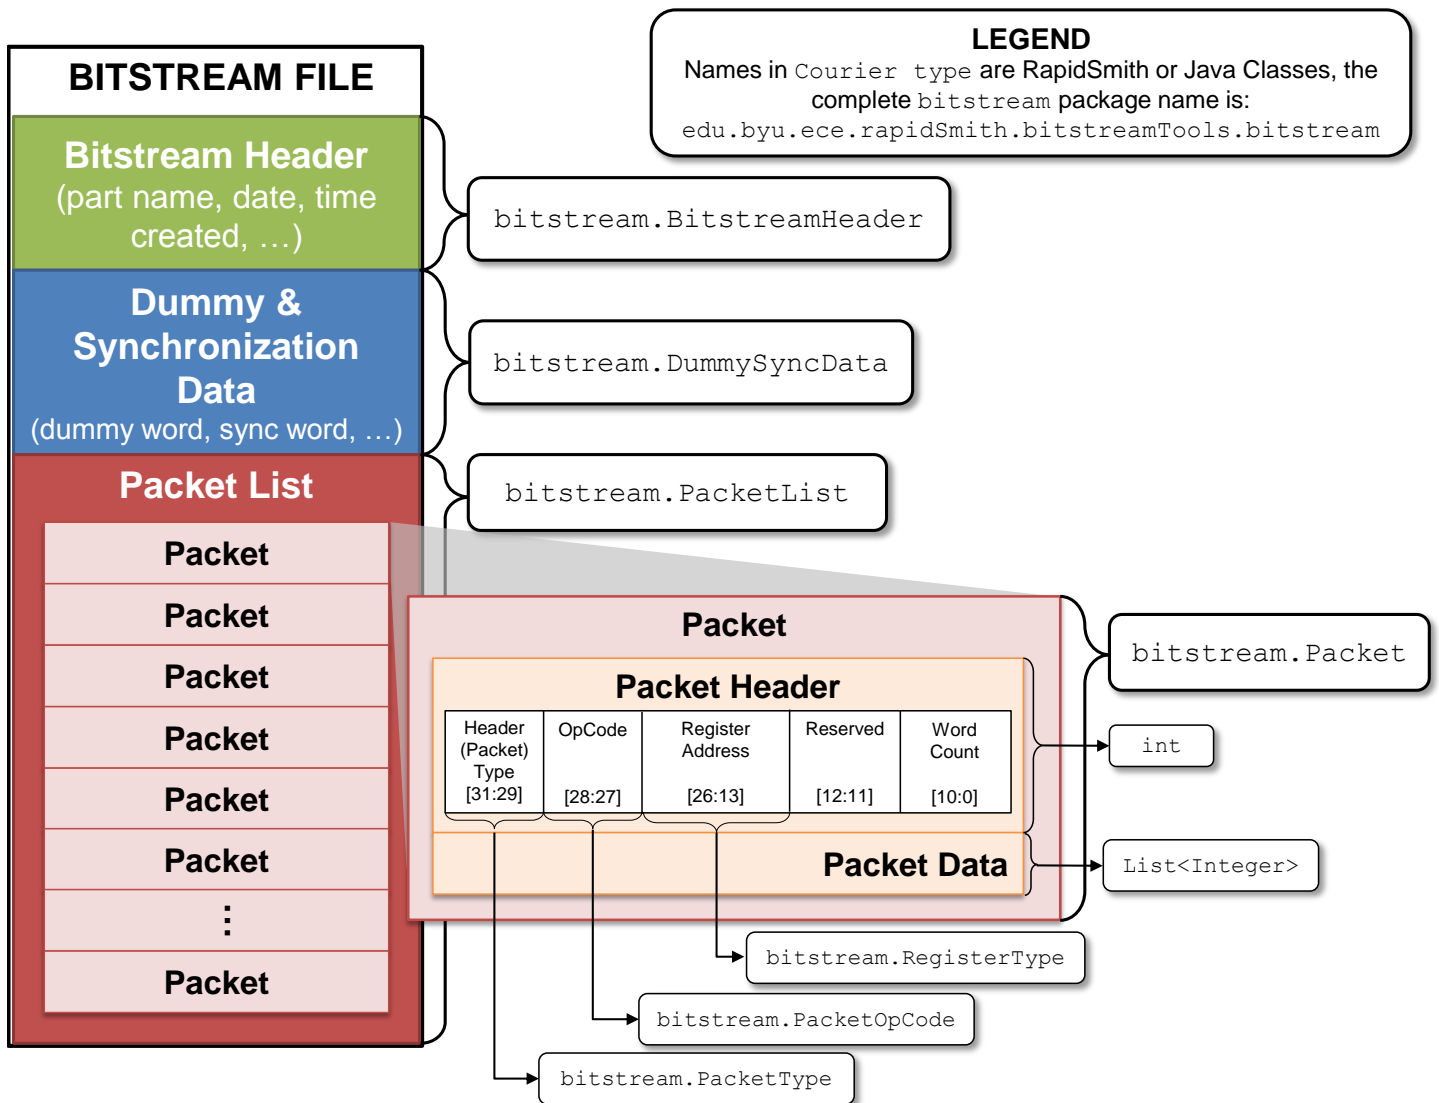 LEGEND
Names in Courier type are RapidSmith or Java Classes, the
complete bitstream package name is:
edu.byu.ece.rapidSmith.bitstreamTools.bitstream
BITSTREAM FILE
Bitstream Header
(part name, date, time
created, …)
bitstream.BitstreamHeader
Dummy &
Synchronization
Data
(dummy word, sync word, …)
bitstream.DummySyncData
Packet List
bitstream.PacketList
Packet
Packet
Packet
Packet
Packet
Packet
⋮
Packet
Packet
bitstream.Packet
Packet Header
Header
(Packet)
Type
[31:29]
OpCode
[28:27]
Register
Address
[26:13]
Reserved
[12:11]
Word
Count
[10:0]
int
Packet Data
List<Integer>
bitstream.RegisterType
bitstream.PacketOpCode
bitstream.PacketType